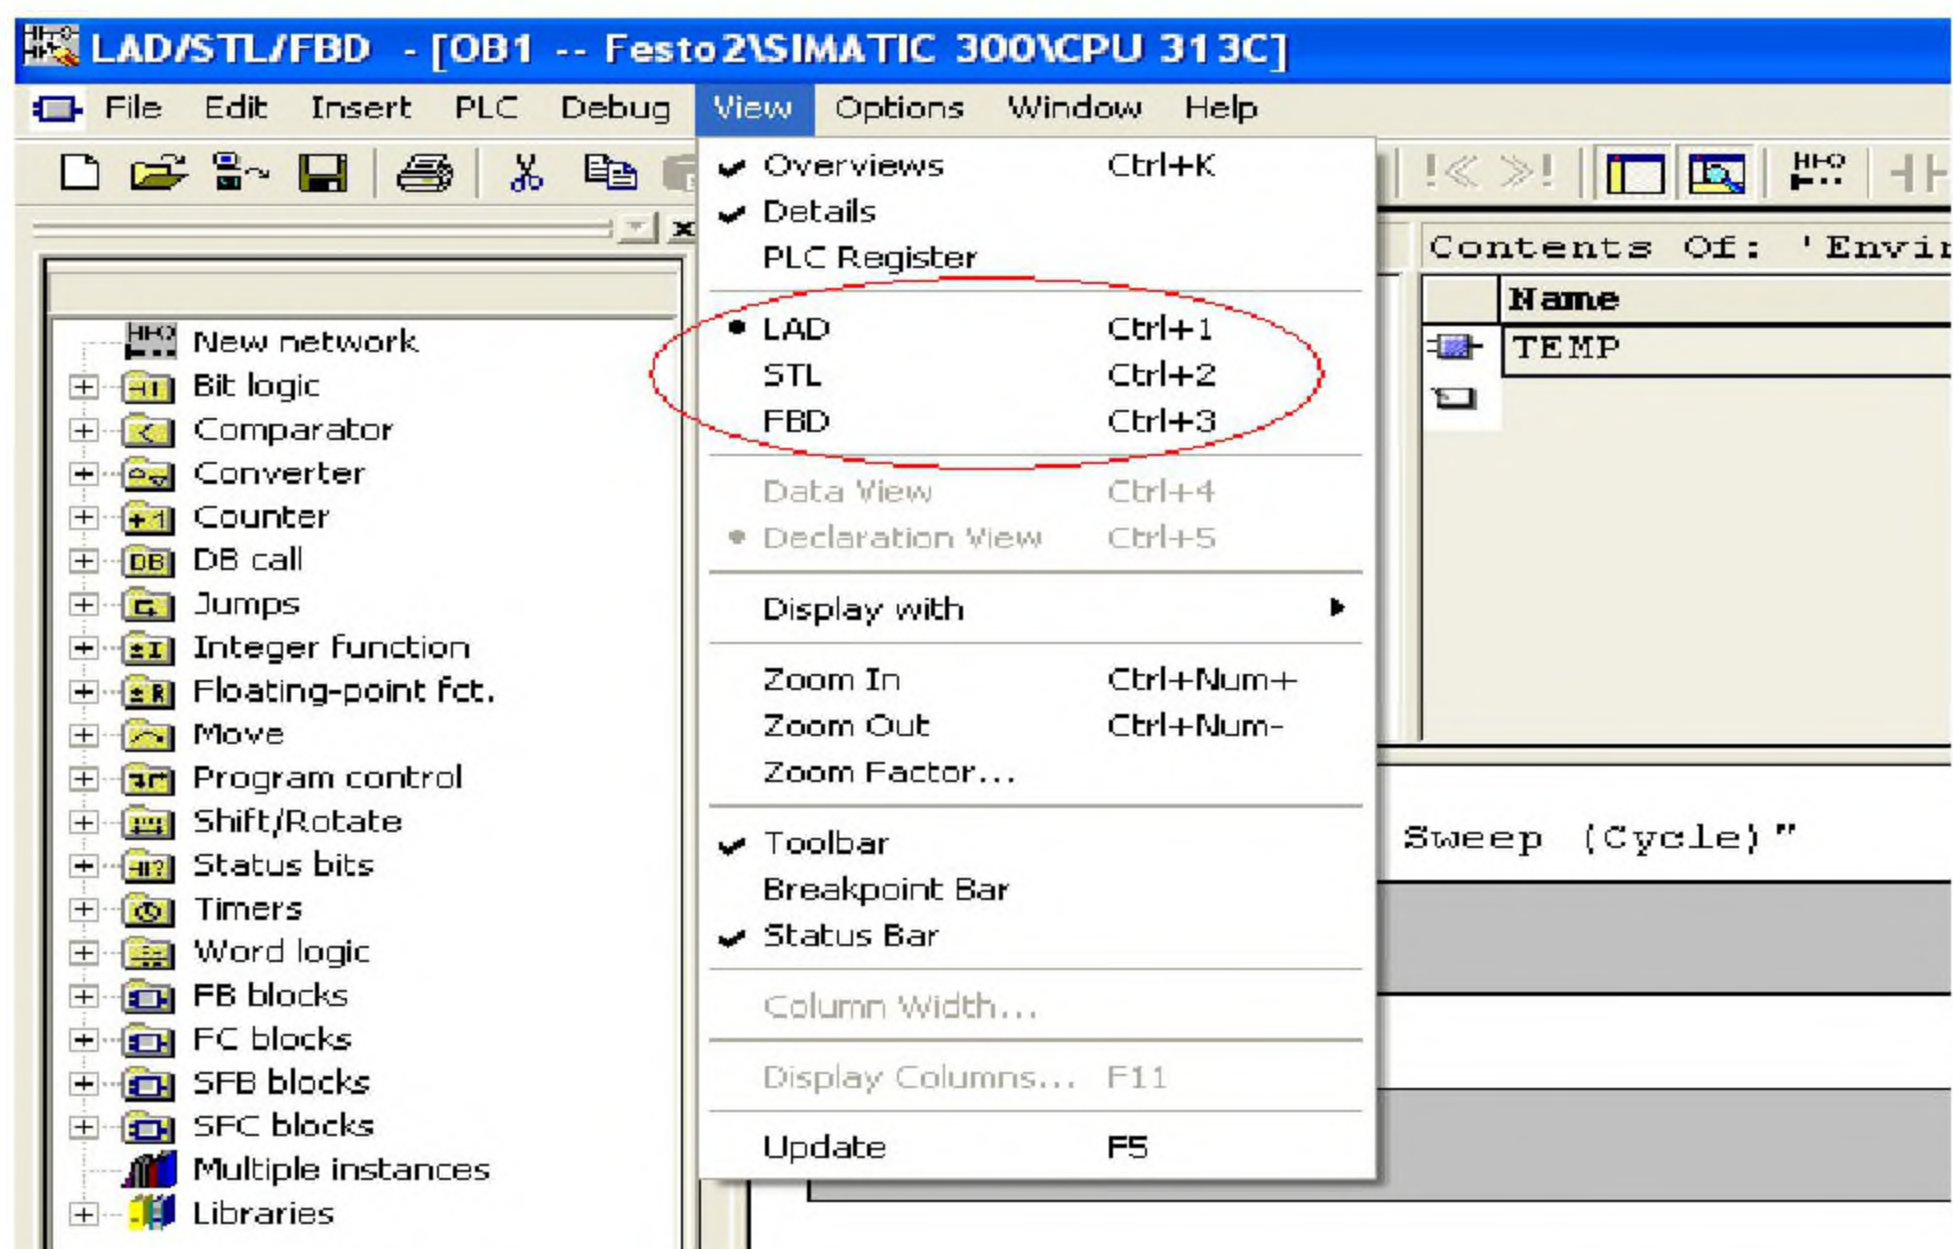 LAD/STL/FBD - [OB1 -- Festo2\SIMATIC 300\CPU 313C]
File Edit Insert PLC Debug View Options Window Help
New network
Bit logic
Comparator
Converter
Counter
DB call
Jumps
Integer function
Floating-point fct.
Move
Program control
Shift/Rotate
Status bits
Timers
Word logic
FB blocks
FC blocks
SFB blocks
SFC blocks
Multiple instances
Libraries
Overviews Ctrl+K
Details
PLC Register
LAD Ctrl+1
STL Ctrl+2
FBD Ctrl+3
Data View Ctrl+4
Declaration View Ctrl+5
Display with
Zoom In Ctrl+Num+
Zoom Out Ctrl+Num-
Zoom Factor...
Toolbar
Breakpoint Bar
Status Bar
Column Width...
Display Columns... F11
Update F5
Contents Of: 'Envir
Name
TEMP
Sweep (Cycle)"